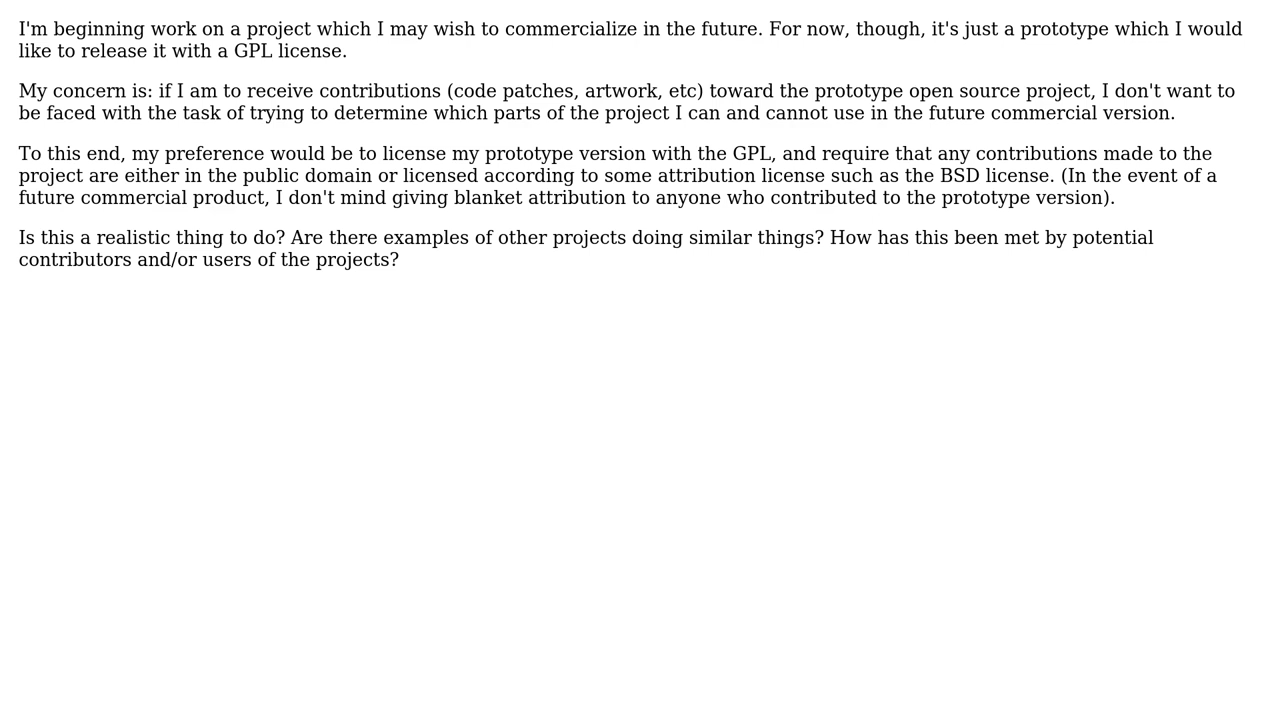 I'm beginning work on a project which I may wish to commercialize in the future. For now, though, it's just a prototype which I would
like to release it with a GPL license.
My concern is: if I am to receive contributions (code patches, artwork, etc) toward the prototype open source project, I don't want to
be faced with the task of trying to determine which parts of the project I can and cannot use in the future commercial version.
To this end, my preference would be to license my prototype version with the GPL, and require that any contributions made to the
project are either in the public domain or licensed according to some attribution license such as the BSD license. (In the event of a
future commercial product, I don't mind giving blanket attribution to anyone who contributed to the prototype version).
Is this a realistic thing to do? Are there examples of other projects doing similar things? How has this been met by potential
contributors and/or users of the projects?